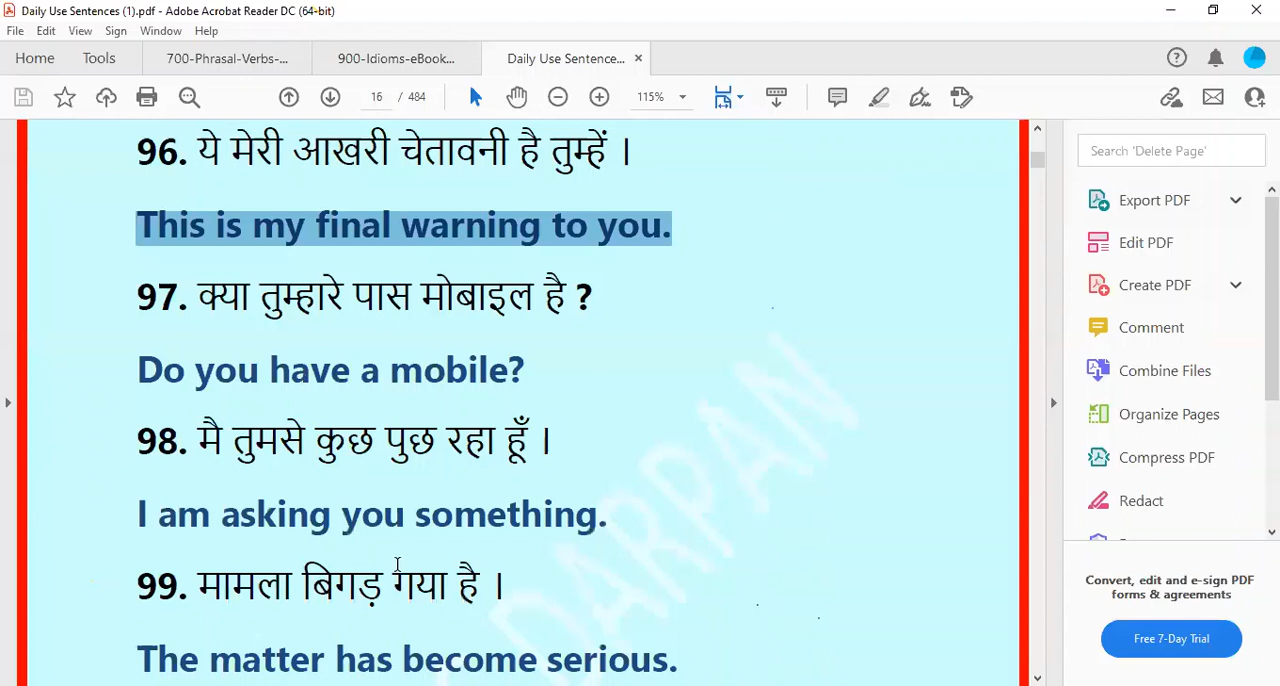 Daily Use Sentences (1).pdf - Adobe Acrobat Reader DC (64-bit)
File Edit View Sign Window Help
Home Tools 700-Phrasal-Verbs-... 900-Idioms-eBook... Daily Use Sentence...
16 / 484 115%
96. ये मेरी आखरी चेतावनी है तुम्हें ।
This is my final warning to you.
97. क्या तुम्हारे पास मोबाइल है ?
Do you have a mobile?
98. मै तुमसे कुछ पुछ रहा हूँ ।
I am asking you something.
99. मामला बिगड़ गया है ।
The matter has become serious.
DARPAN
Search 'Delete Page'
Export PDF
Edit PDF
Create PDF
Comment
Combine Files
Organize Pages
Compress PDF
Redact
Convert, edit and e-sign PDF
forms & agreements
Free 7-Day Trial